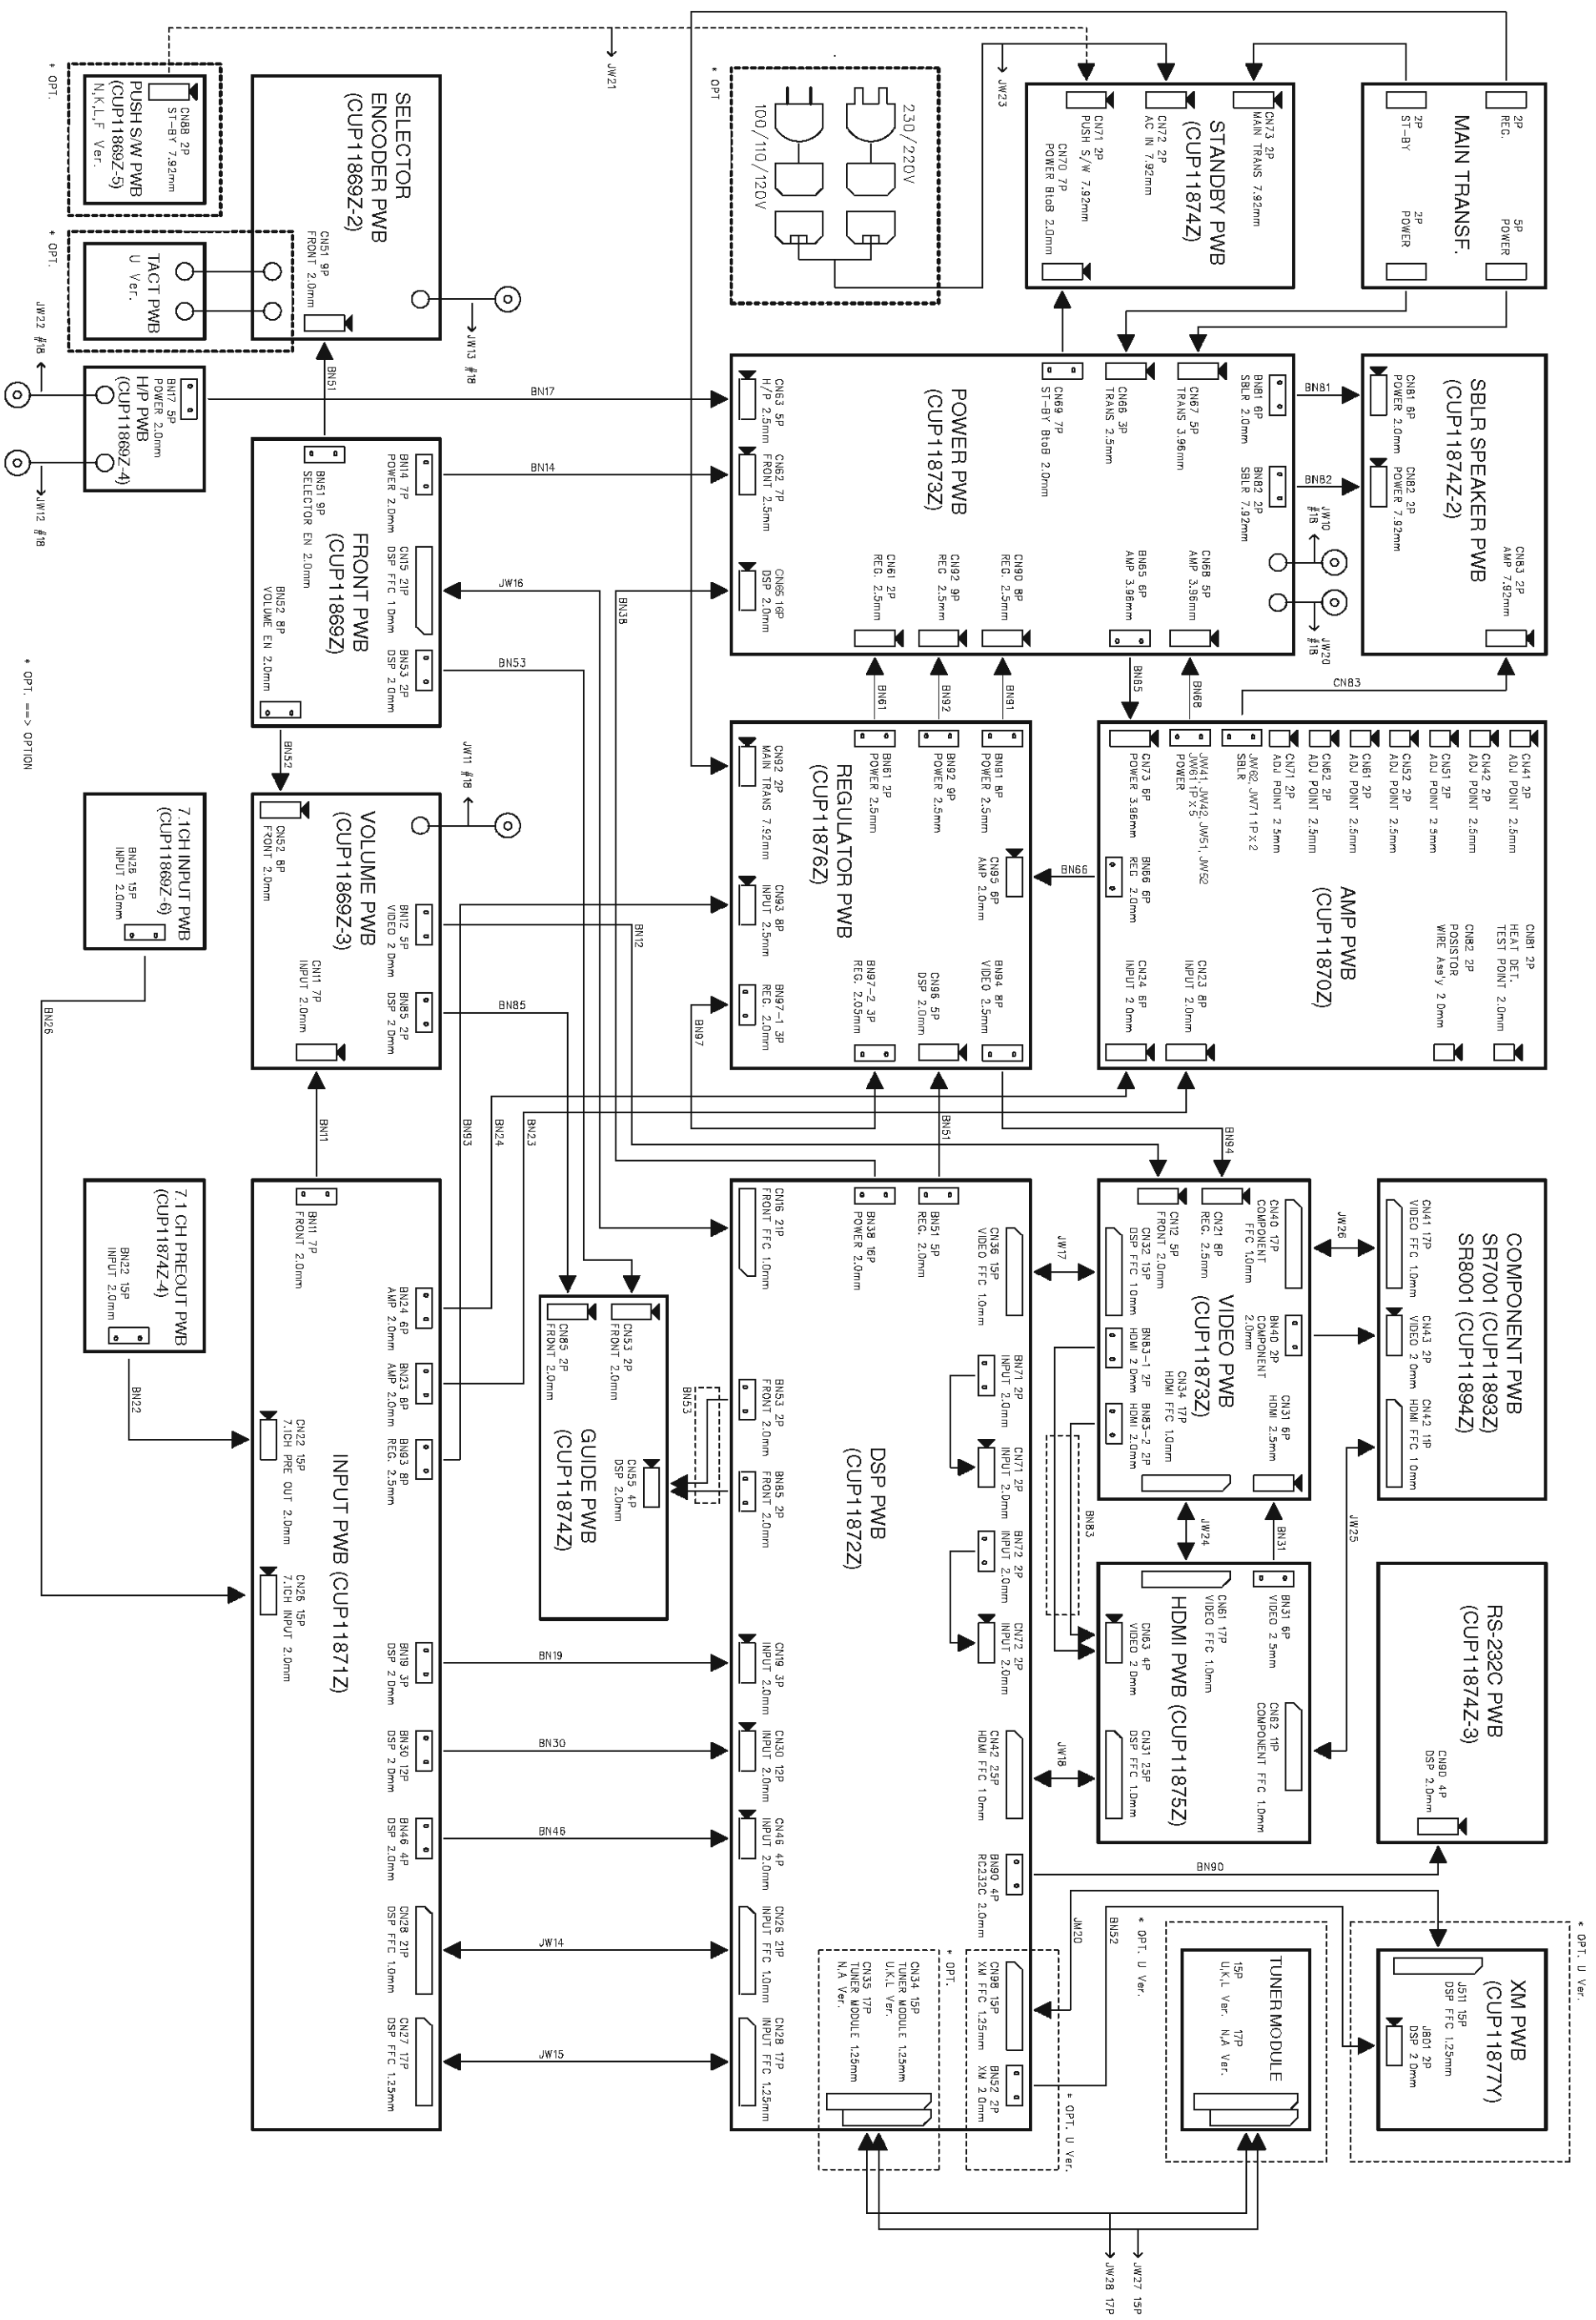 MAIN TRANSF.
2P
REC.
5P
POWER
2P
ST-BY
2P
POWER
STANDBY PWB
(CUP11874Z)
CN73 2P
MAIN TRANS 7.92mm
CN72 2P
AC IN 7.92mm
CN71 2P
PUSH S/W 7.92mm
CN70 7P
POWER BtoB 2.0mm
JW23
JW21
* OPT
230/220V
100/110/120V
SELECTOR
ENCODER PWB
(CUP11869Z-2)
CN51 9P
FRONT 2.0mm
JW13 #18
CN88 2P
ST-BY 7.92mm
PUSH S/W PWB
(CUP11869Z-5)
N,K,L,F Ver.
* OPT.
TACT PWB
U Ver.
* OPT.
SBLR SPEAKER PWB
(CUP11874Z-2)
CN81 6P
POWER 2.0mm
CN82 2P
POWER 7.92mm
CN83 2P
AMP 7.92mm
BN81
BN82
JW10
#18
JW20
#18
POWER PWB
(CUP11873Z)
BN81 6P
SBLR 2.0mm
BN82 2P
SBLR 7.92mm
CN67 5P
TRANS 3.96mm
CN66 3P
TRANS 2.5mm
CN69 7P
ST-BY BtoB 2.0mm
CN68 5P
AMP 3.96mm
BN65 6P
AMP 3.96mm
CN90 8P
REG. 2.5mm
CN92 9P
REG 2.5mm
CN61 2P
REG. 2.5mm
CN63 5P
H/P 2.5mm
CN62 7P
FRONT 2.5mm
CN65 16P
DSP 2.0mm
BN17
BN14
JW16
BN38
BN53
BN51
BN17 5P
POWER 2.0mm
H/P PWB
(CUP11869Z-4)
JW22 #18
JW12 #18
FRONT PWB
(CUP11869Z)
BN14 7P
POWER 2.0mm
CN15 21P
DSP FFC 1.0mm
BN53 2P
DSP 2.0mm
BN51 9P
SELECTOR EN 2.0mm
BN52 8P
VOLUME EN 2.0mm
* OPT. ==> OPTION
CN83
BN68
BN65
BN91
BN92
BN61
AMP PWB
(CUP11870Z)
CN41 2P
ADJ POINT 2.5mm
CN42 2P
ADJ POINT 2.5mm
CN51 2P
ADJ POINT 2.5mm
CN52 2P
ADJ POINT 2.5mm
CN61 2P
ADJ POINT 2.5mm
CN62 2P
ADJ POINT 2.5mm
CN71 2P
ADJ POINT 2.5mm
JW62, JW71 1P X 2
SBLR
JW41, JW42, JW51, JW52
JW61 1P X 5
POWER
CN73 6P
POWER 3.96mm
BN66 6P
REG 2.0mm
CN81 2P
HEAT DET.
TEST POINT 2.0mm
CN82 2P
POSISTOR
WIRE Ass'y 2.0mm
CN23 8P
INPUT 2.0mm
CN24 6P
INPUT 2.0mm
BN66
REGULATOR PWB
(CUP11876Z)
BN91 8P
POWER 2.5mm
BN92 9P
POWER 2.5mm
BN61 2P
POWER 2.5mm
CN95 6P
AMP 2.0mm
CN92 2P
MAIN TRANS 7.92mm
CN93 8P
INPUT 2.5mm
BN94 8P
VIDEO 2.5mm
CN96 5P
DSP 2.0mm
BN97-2 3P
REG. 2.05mm
BN97-1 3P
REG. 2.0mm
BN97
BN12
BN85
BN52
JW11 #18
VOLUME PWB
(CUP11869Z-3)
CN52 8P
FRONT 2.0mm
BN12 5P
VIDEO 2.0mm
BN85 2P
DSP 2.0mm
CN11 7P
INPUT 2.0mm
7.1CH INPUT PWB
(CUP11869Z-6)
BN26 15P
INPUT 2.0mm
BN26
BN11
BN93
BN24
BN23
BN51
BN94
COMPONENT PWB
SR7001 (CUP11893Z)
SR8001 (CUP11894Z)
CN41 17P
VIDEO FFC 1.0mm
CN43 2P
VIDEO 2.0mm
CN42 11P
HDMI FFC 1.0mm
JW26
JW25
VIDEO PWB
(CUP11873Z)
CN40 17P
COMPONENT
FFC 1.0mm
BN40 2P
COMPONENT
2.0mm
CN31 6P
HDMI 2.5mm
CN21 8P
REG. 2.5mm
CN12 5P
FRONT 2.0mm
CN32 15P
DSP FFC 1.0mm
BN83-1 2P
HDMI 2.0mm
BN83-2 2P
HDMI 2.0mm
CN34 17P
HDMI FFC 1.0mm
JW17
BN83
JW24
BN31
HDMI PWB (CUP11875Z)
BN31 6P
VIDEO 2.5mm
CN61 17P
VIDEO FFC 1.0mm
CN63 4P
VIDEO 2.0mm
CN62 11P
COMPONENT FFC 1.0mm
CN31 25P
DSP FFC 1.0mm
JW18
RS-232C PWB
(CUP11874Z-3)
CN90 4P
DSP 2.0mm
BN90
DSP PWB
(CUP11872Z)
BN51 5P
REG. 2.0mm
BN38 16P
POWER 2.0mm
CN16 21P
FRONT FFC 1.0mm
CN36 15P
VIDEO FFC 1.0mm
BN71 2P
INPUT 2.0mm
CN71 2P
INPUT 2.0mm
BN72 2P
INPUT 2.0mm
CN72 2P
INPUT 2.0mm
CN42 25P
HDMI FFC 1.0mm
BN90 4P
RC232C 2.0mm
CN98 15P
XM FFC 1.25mm
BN52 2P
XM 2.0mm
BN53 2P
FRONT 2.0mm
BN85 2P
FRONT 2.0mm
CN19 3P
INPUT 2.0mm
CN30 12P
INPUT 2.0mm
CN46 4P
INPUT 2.0mm
CN26 21P
INPUT FFC 1.0mm
CN28 17P
INPUT FFC 1.25mm
CN34 15P
TUNER MODULE 1.25mm
U,K,L Ver.
CN35 17P
TUNER MODULE 1.25mm
N,A Ver.
* OPT.
* OPT. U Ver.
BN53
GUIDE PWB
(CUP11874Z)
CN53 2P
FRONT 2.0mm
CN85 2P
FRONT 2.0mm
CN55 4P
DSP 2.0mm
BN19
BN30
BN46
JW14
JW15
INPUT PWB (CUP11871Z)
BN11 7P
FRONT 2.0mm
BN24 6P
AMP 2.0mm
BN23 8P
AMP 2.0mm
BN93 8P
REG. 2.5mm
CN22 15P
7.1CH PRE OUT 2.0mm
CN26 15P
7.1CH INPUT 2.0mm
BN19 3P
DSP 2.0mm
BN30 12P
DSP 2.0mm
BN46 4P
DSP 2.0mm
CN28 21P
DSP FFC 1.0mm
CN27 17P
DSP FFC 1.25mm
7.1 CH PREOUT PWB
(CUP11874Z-4)
BN22 15P
INPUT 2.0mm
BN22
JM20
BN52
* OPT. U Ver.
TUNER MODULE
15P
U,K,L Ver.
17P
N,A Ver.
* OPT. U Ver.
XM PWB
(CUP11877Y)
J511 15P
DSP FFC 1.25mm
JB01 2P
DSP 2.0mm
JW27 15P
JW28 17P